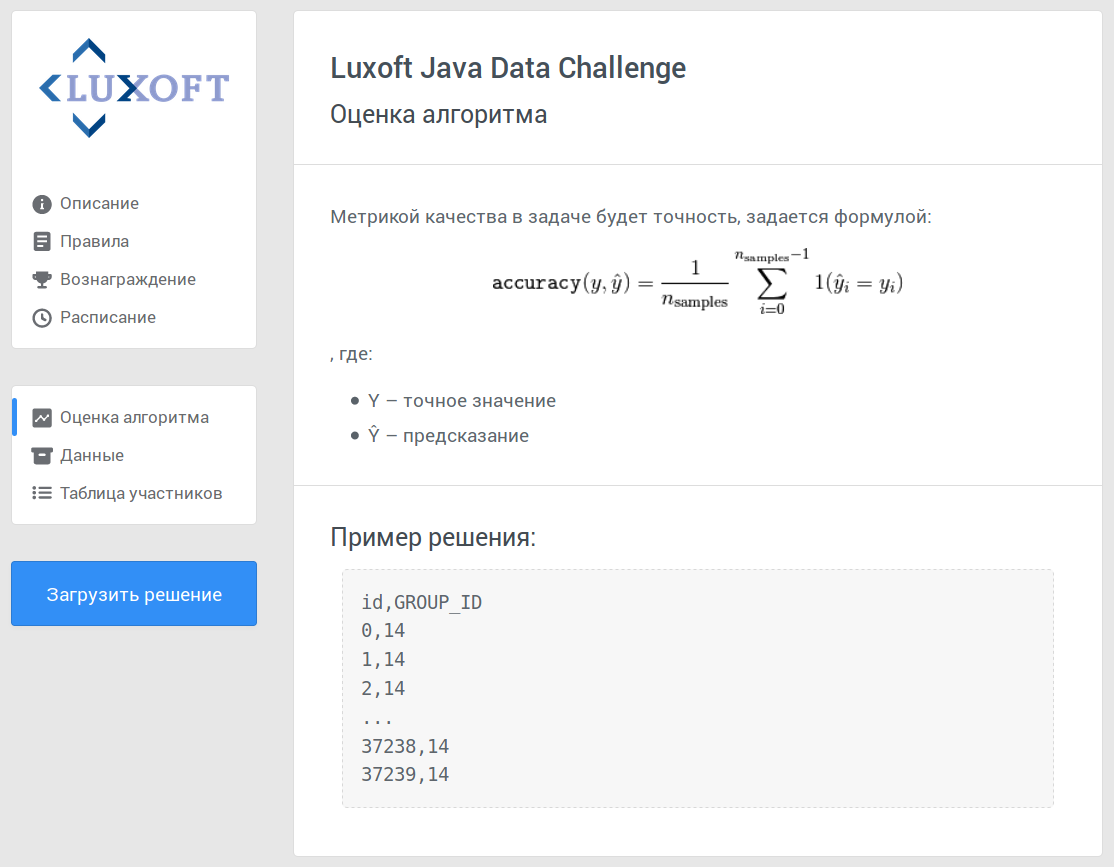 LUXOFT
Описание
Правила
Вознаграждение
Расписание
Оценка алгоритма
Данные
Таблица участников
Загрузить решение
Luxoft Java Data Challenge
Оценка алгоритма
Метрикой качества в задаче будет точность, задается формулой:
accuracy(y, ŷ) = 1/n_samples ∑_{i=0}^{n_samples−1} 1(ŷ_i = y_i)
, где:
Y – точное значение
Ŷ – предсказание
Пример решения:
id,GROUP_ID
0,14
1,14
2,14
...
37238,14
37239,14